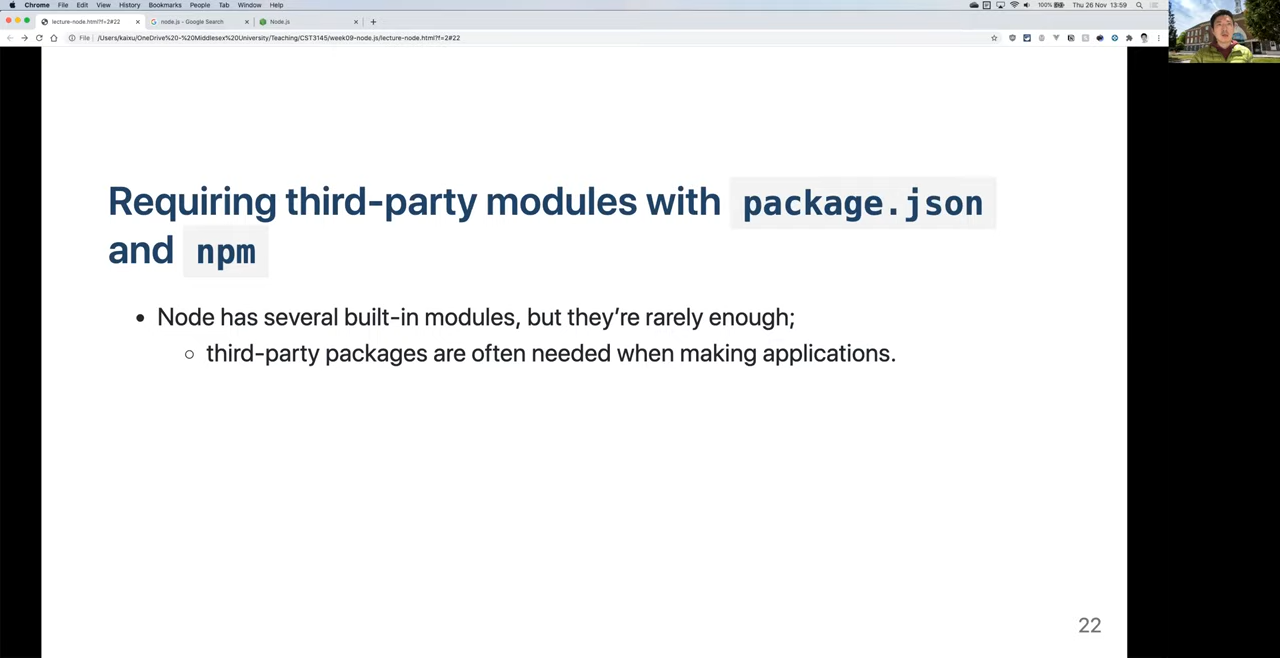 Chrome File Edit View History Bookmarks People Tab Window Help 100% Thu 26 Nov 13:59
lecture-node.html?f=2#22 node.js - Google Search Node.js
File /Users/kaixu/OneDrive%20-%20Middlesex%20University/Teaching/CST3145/week09-node.js/lecture-node.html?f=2#22
Requiring third-party modules with package.json
and npm
• Node has several built-in modules, but they’re rarely enough;
○ third-party packages are often needed when making applications.
22